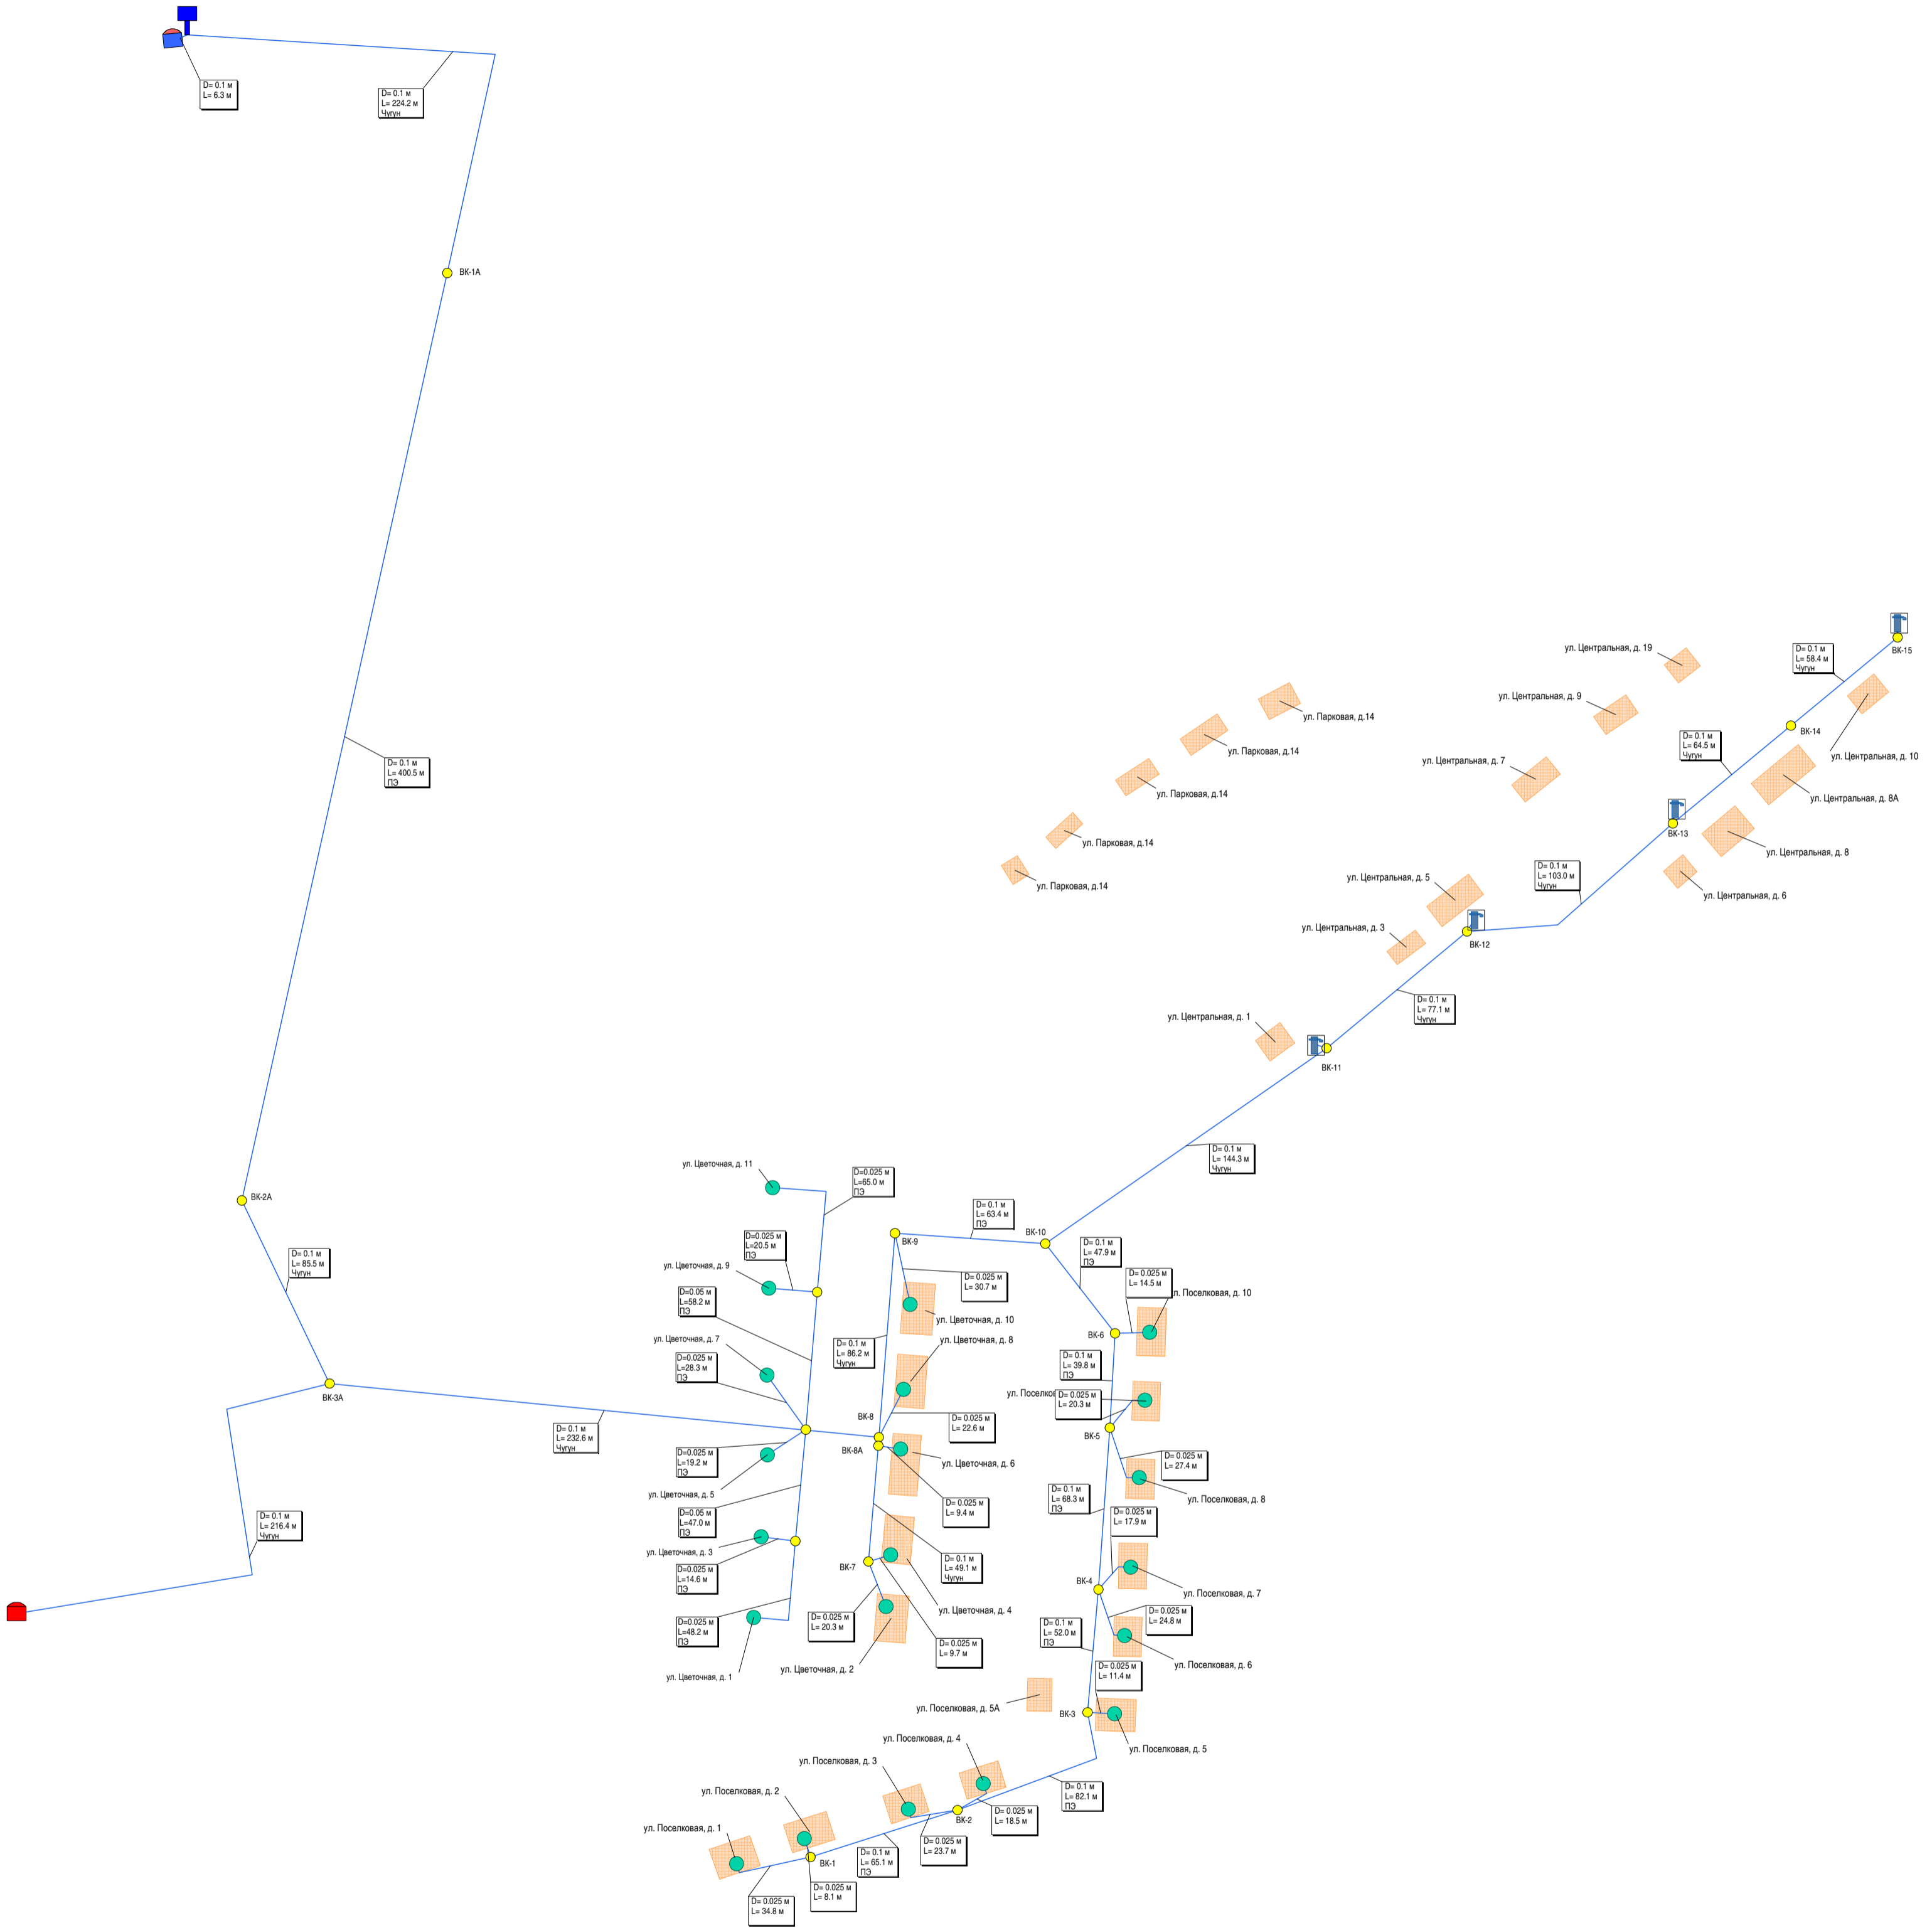 D= 0.1 м
L= 6.3 м
D= 0.1 м
L= 224.2 м
Чугун
ВК-1А
ул. Центральная, д. 19
D= 0.1 м
L= 58.4 м
Чугун
ВК-15
ул. Центральная, д. 9
ул. Парковая, д.14
ВК-14
D= 0.1 м
L= 64.5 м
Чугун
ул. Парковая, д.14
ул. Центральная, д. 7
ул. Центральная, д. 10
D= 0.1 м
L= 400.5 м
ПЭ
ул. Парковая, д.14
ул. Центральная, д. 8А
ВК-13
ул. Парковая, д.14
ул. Центральная, д. 8
D= 0.1 м
L= 103.0 м
Чугун
ул. Центральная, д. 5
ул. Парковая, д.14
ул. Центральная, д. 6
ул. Центральная, д. 3
ВК-12
D= 0.1 м
L= 77.1 м
Чугун
ул. Центральная, д. 1
ВК-11
D= 0.1 м
L= 144.3 м
Чугун
ул. Цветочная, д. 11
D=0.025 м
L=65.0 м
ПЭ
ВК-2А
D= 0.1 м
L= 63.4 м
ПЭ
ВК-10
D=0.025 м
L=20.5 м
ПЭ
ВК-9
D= 0.1 м
L= 47.9 м
ПЭ
D= 0.1 м
L= 85.5 м
Чугун
ул. Цветочная, д. 9
D= 0.025 м
L= 30.7 м
D= 0.025 м
L= 14.5 м
л. Поселковая, д. 10
D=0.05 м
L=58.2 м
ПЭ
ул. Цветочная, д. 10
ул. Цветочная, д. 7
D= 0.1 м
L= 86.2 м
Чугун
ул. Цветочная, д. 8
ВК-6
D=0.025 м
L=28.3 м
ПЭ
D= 0.1 м
L= 39.8 м
ПЭ
ВК-3А
ул. Поселко
D= 0.025 м
L= 20.3 м
ВК-8
D= 0.025 м
L= 22.6 м
D= 0.1 м
L= 232.6 м
Чугун
ВК-5
ВК-8А
D=0.025 м
L=19.2 м
ПЭ
ул. Цветочная, д. 6
D= 0.025 м
L= 27.4 м
ул. Цветочная, д. 5
D= 0.025 м
L= 9.4 м
D= 0.1 м
L= 68.3 м
ПЭ
ул. Поселковая, д. 8
D= 0.1 м
L= 216.4 м
Чугун
D=0.05 м
L=47.0 м
ПЭ
D= 0.025 м
L= 17.9 м
ул. Цветочная, д. 3
ВК-7
D= 0.1 м
L= 49.1 м
Чугун
D=0.025 м
L=14.6 м
ПЭ
ВК-4
ул. Поселковая, д. 7
ул. Цветочная, д. 4
D= 0.025 м
L= 20.3 м
D= 0.025 м
L= 24.8 м
D=0.025 м
L=48.2 м
ПЭ
D= 0.1 м
L= 52.0 м
ПЭ
D= 0.025 м
L= 9.7 м
ул. Цветочная, д. 1
ул. Цветочная, д. 2
ул. Поселковая, д. 6
D= 0.025 м
L= 11.4 м
ул. Поселковая, д. 5А
ВК-3
ул. Поселковая, д. 4
ул. Поселковая, д. 5
ул. Поселковая, д. 3
ул. Поселковая, д. 2
D= 0.1 м
L= 82.1 м
ПЭ
ВК-2
D= 0.025 м
L= 18.5 м
ул. Поселковая, д. 1
D= 0.025 м
L= 23.7 м
ВК-1
D= 0.1 м
L= 65.1 м
ПЭ
D= 0.025 м
L= 8.1 м
D= 0.025 м
L= 34.8 м